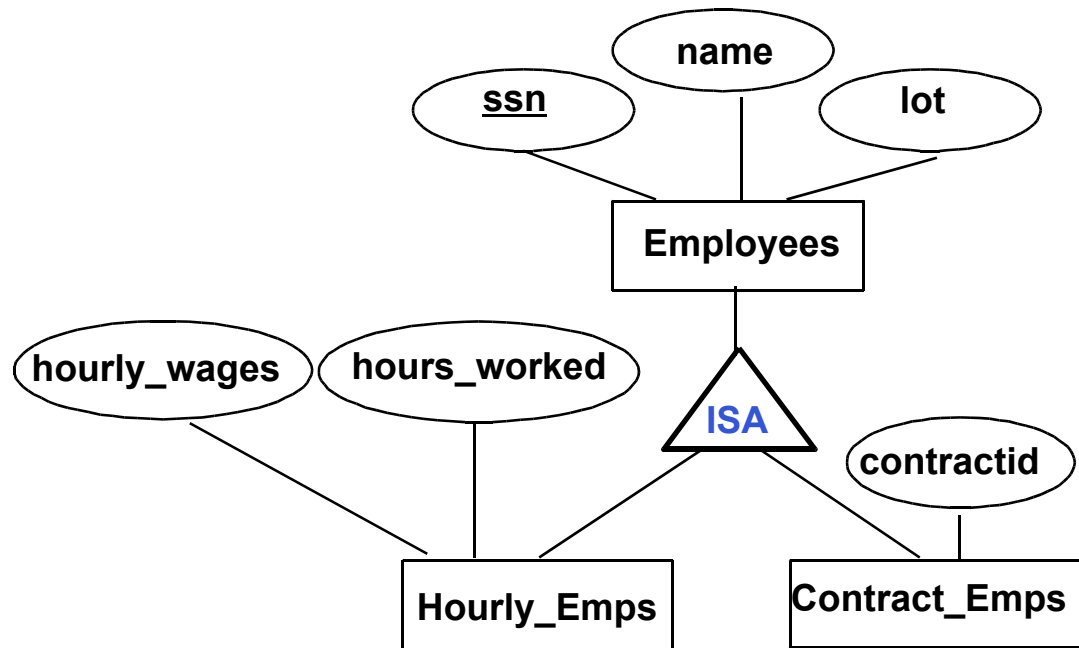 name
ssn
lot
Employees
hourly_wages
hours_worked
ISA
contractid
Hourly_Emps
Contract_Emps